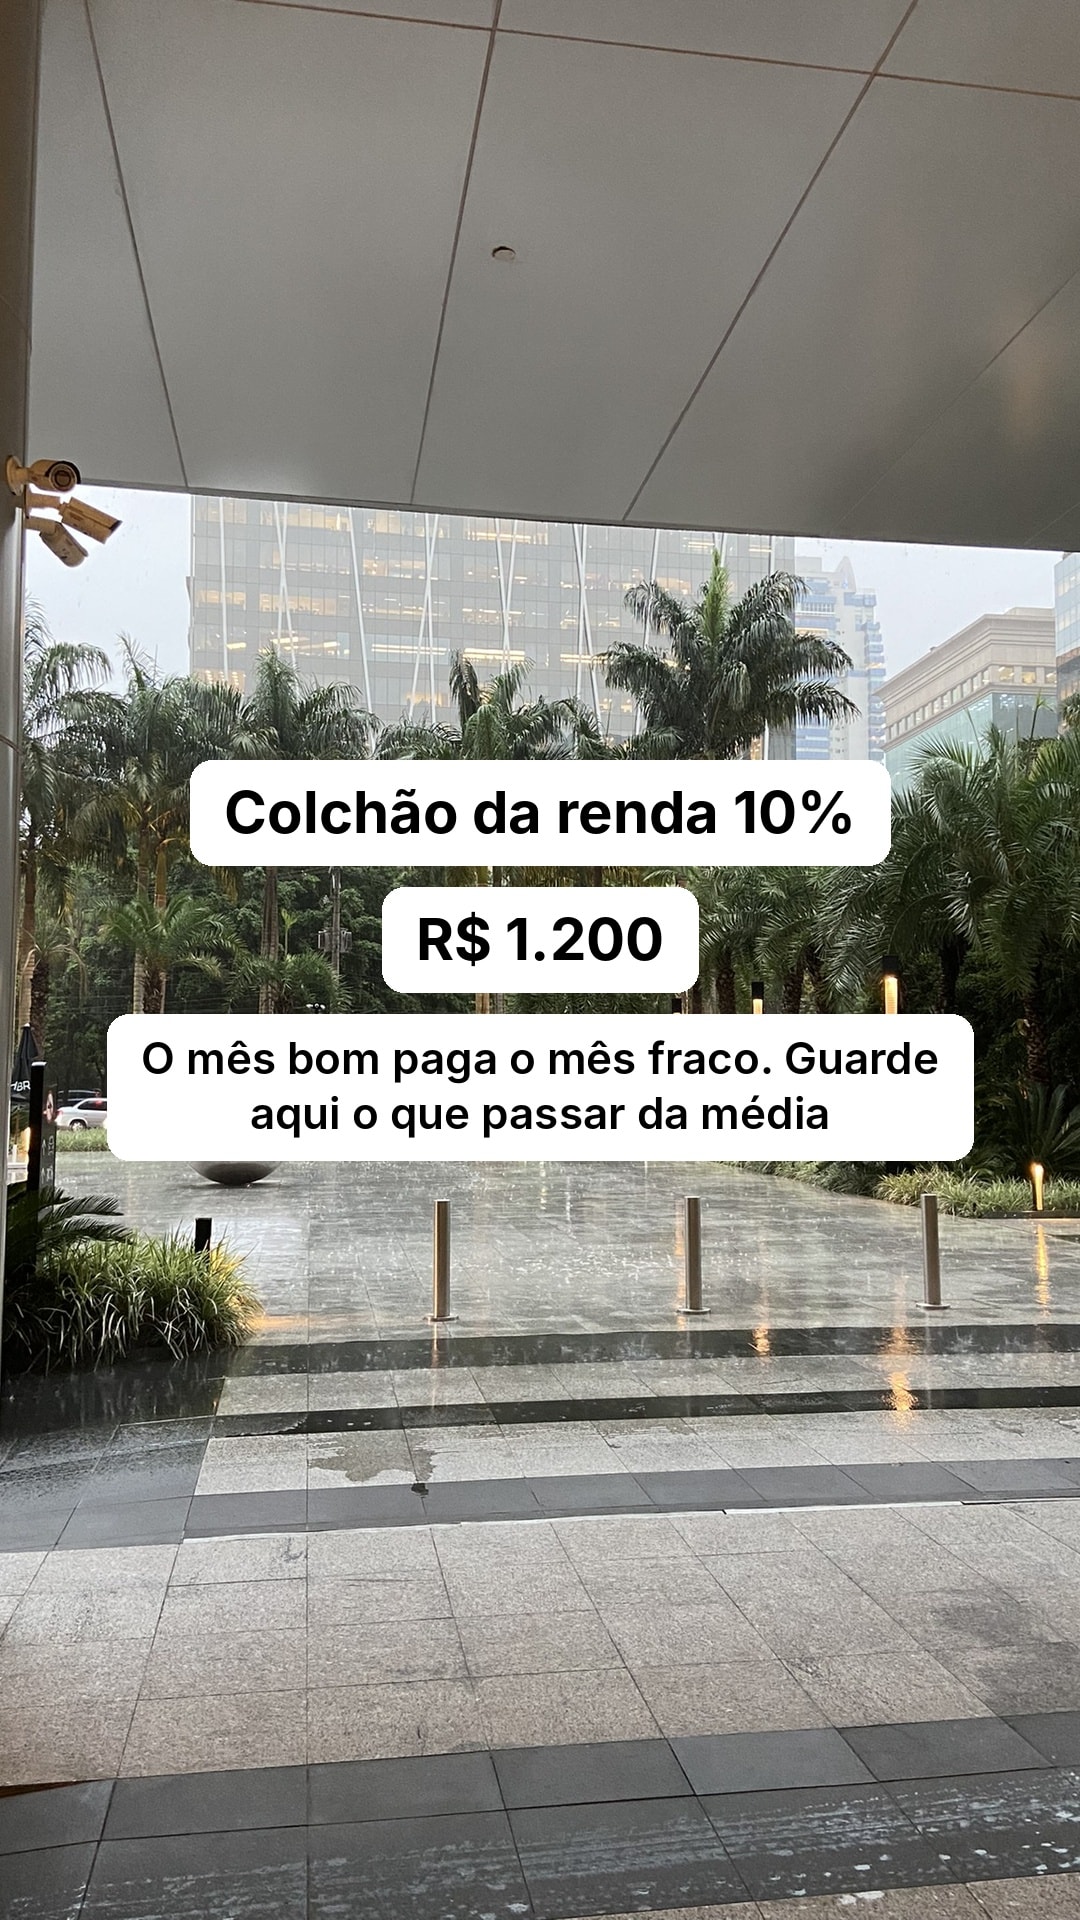 Colchão da renda 10%
R$ 1.200
O mês bom paga o mês fraco. Guarde
aqui o que passar da média